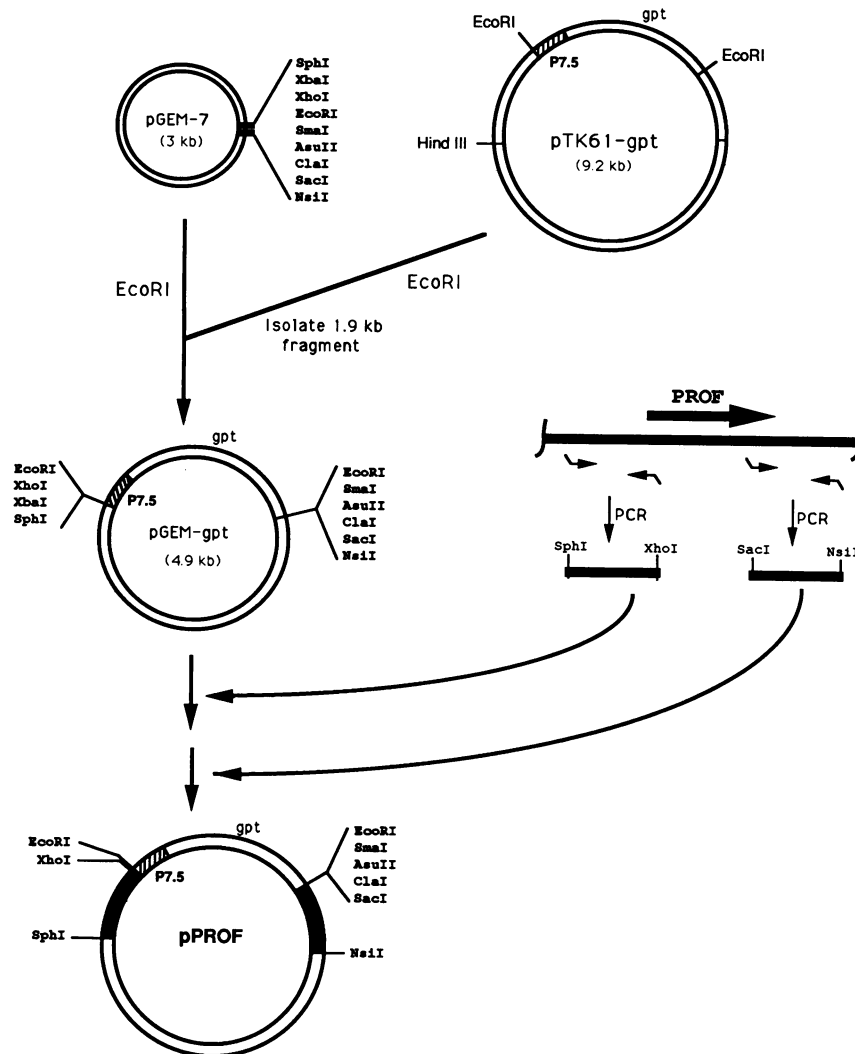 SphI
XbaI
XhoI
EcoRI
SmaI
AsuII
ClaI
SacI
NsiI
pGEM-7
(3 kb)
gpt
EcoRI
EcoRI
P7.5
Hind III
pTK61-gpt
(9.2 kb)
EcoRI
EcoRI
Isolate 1.9 kb
fragment
PROF
gpt
EcoRI
XhoI
XbaI
SphI
P7.5
pGEM-gpt
(4.9 kb)
EcoRI
SmaI
AsuII
ClaI
SacI
NsiI
PCR
PCR
SphI
XhoI
SacI
NsiI
gpt
EcoRI
XhoI
P7.5
EcoRI
SmaI
AsuII
ClaI
SacI
SphI
pPROF
NsiI